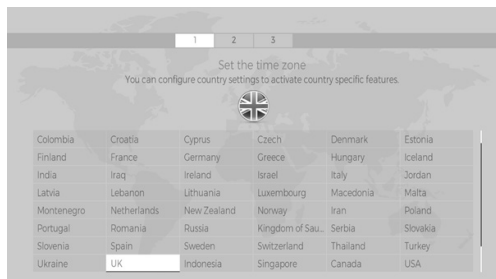 1 2 3
Set the time zone
You can configure country settings to activate country specific features.
Colombia Croatia Cyprus Czech Denmark Estonia
Finland France Germany Greece Hungary Iceland
India Iraq Ireland Israel Italy Jordan
Latvia Lebanon Lithuania Luxembourg Macedonia Malta
Montenegro Netherlands New Zealand Norway Iran Poland
Portugal Romania Russia Kingdom of Sau... Serbia Slovakia
Slovenia Spain Sweden Switzerland Thailand Turkey
Ukraine UK Indonesia Singapore Canada USA